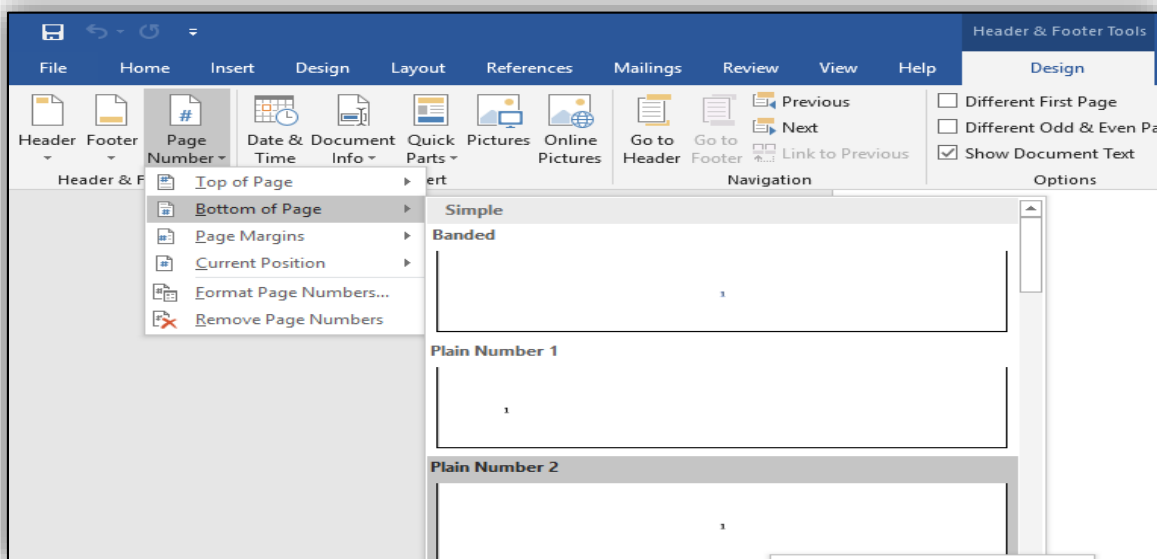 Header & Footer Tools
File Home Insert Design Layout References Mailings Review View Help Design
Header Footer Page Number Date & Time Document Info Quick Parts Pictures Online Pictures Go to Header Go to Footer Previous Next Link to Previous
Different First Page
Different Odd & Even Pa
Show Document Text
Header & F ert Navigation Options
Top of Page
Bottom of Page
Page Margins
Current Position
Format Page Numbers...
Remove Page Numbers
Simple
Banded
1
Plain Number 1
1
Plain Number 2
1